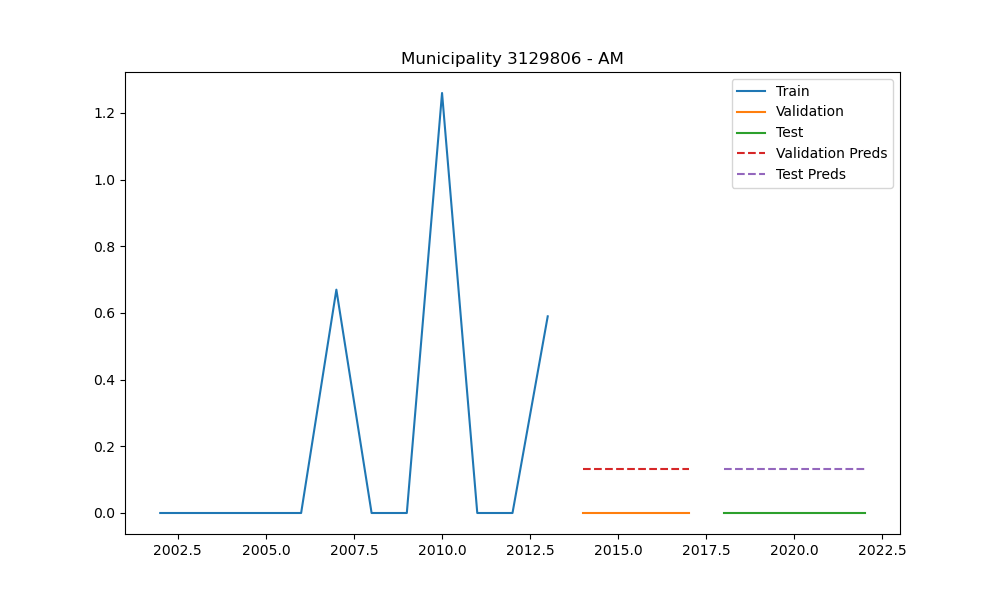 Municipality 3129806 - AM
Train
Validation
Test
Validation Preds
Test Preds
1.2
1.0
0.8
0.6
0.4
0.2
0.0
2002.5 2005.0 2007.5 2010.0 2012.5 2015.0 2017.5 2020.0 2022.5